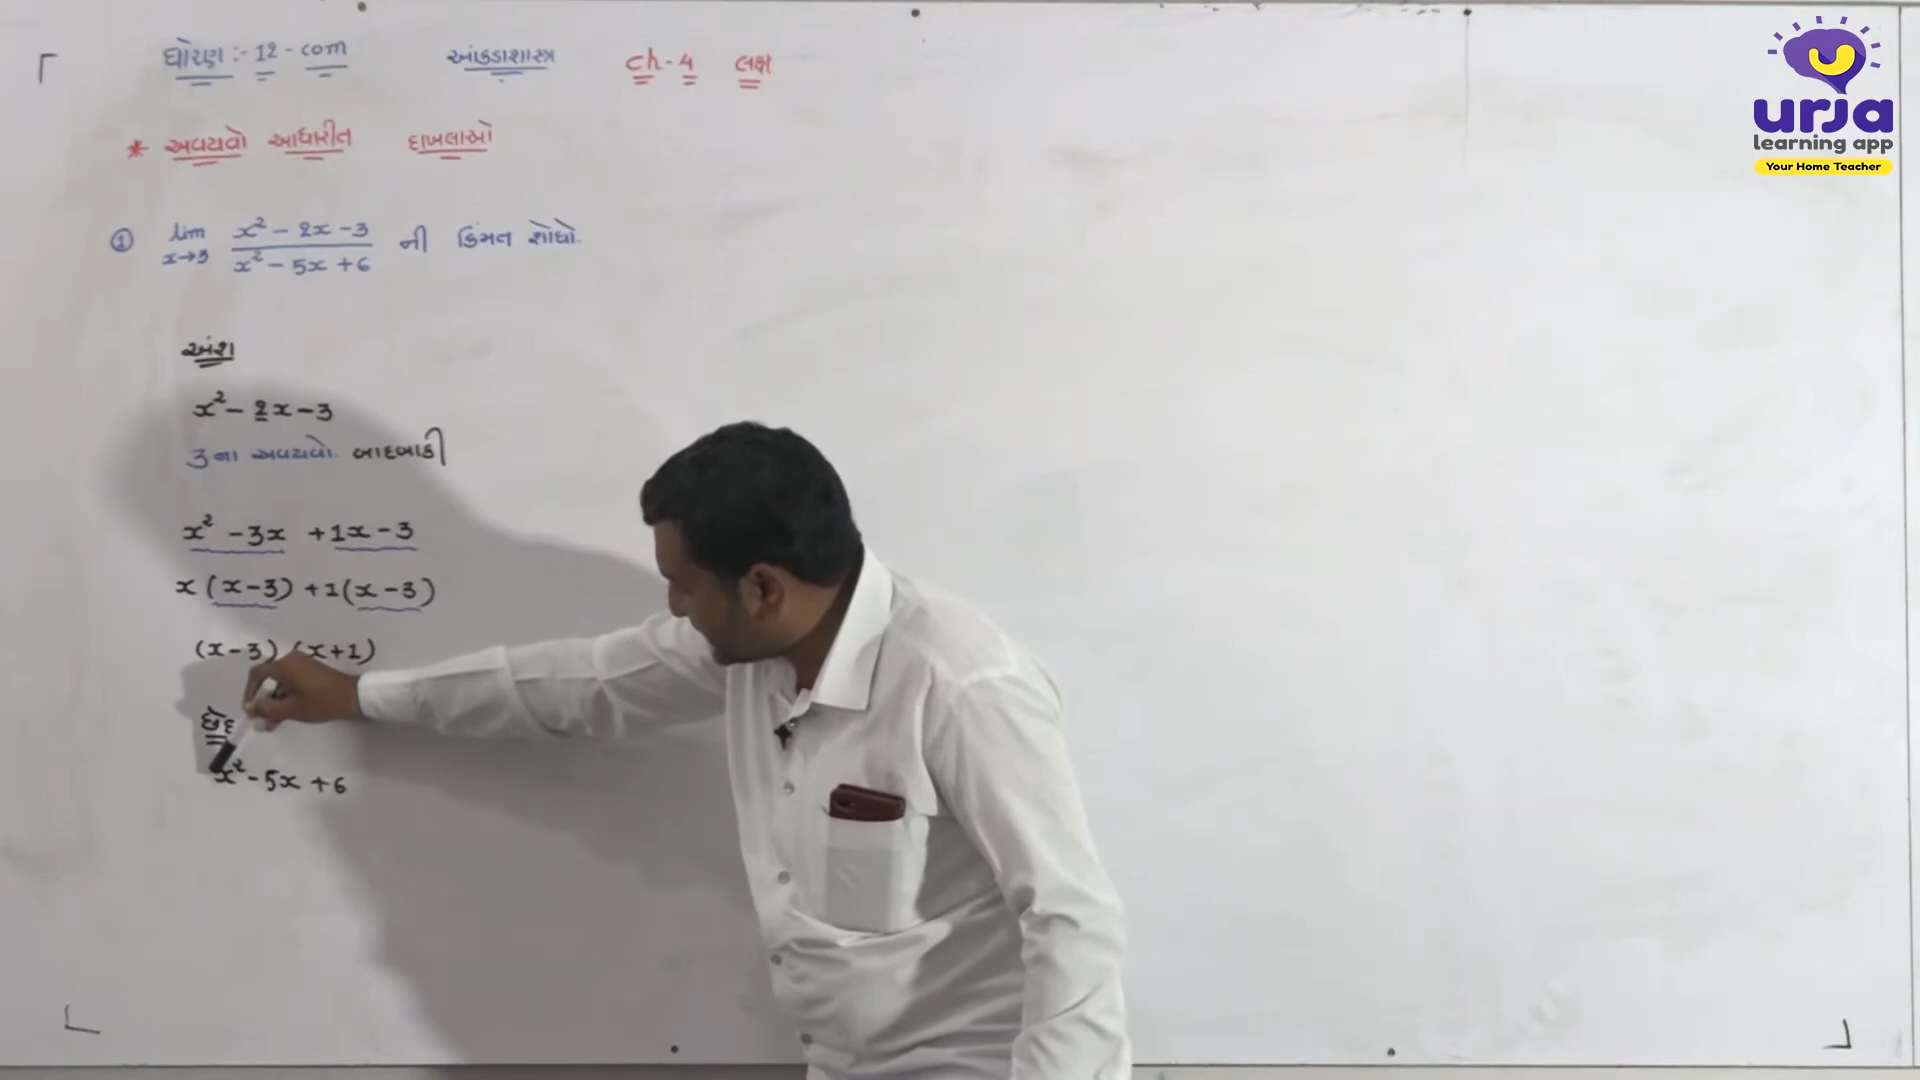 ધોરણ :- 12 - com આંકડાશાસ્ત્ર ch - 4 લક્ષ
* અવયવો આધારીત દાખલાઓ
① lim x→3 x² - 2x - 3 / x² - 5x + 6 ની કિંમત શોધો.
અંશ
x² - 2x - 3
3 ના અવયવો. બાદબાકી
x² - 3x + 1x - 3
x (x - 3) + 1 (x - 3)
(x - 3) (x + 1)
છેદ
x² - 5x + 6
urja
learning app
Your Home Teacher